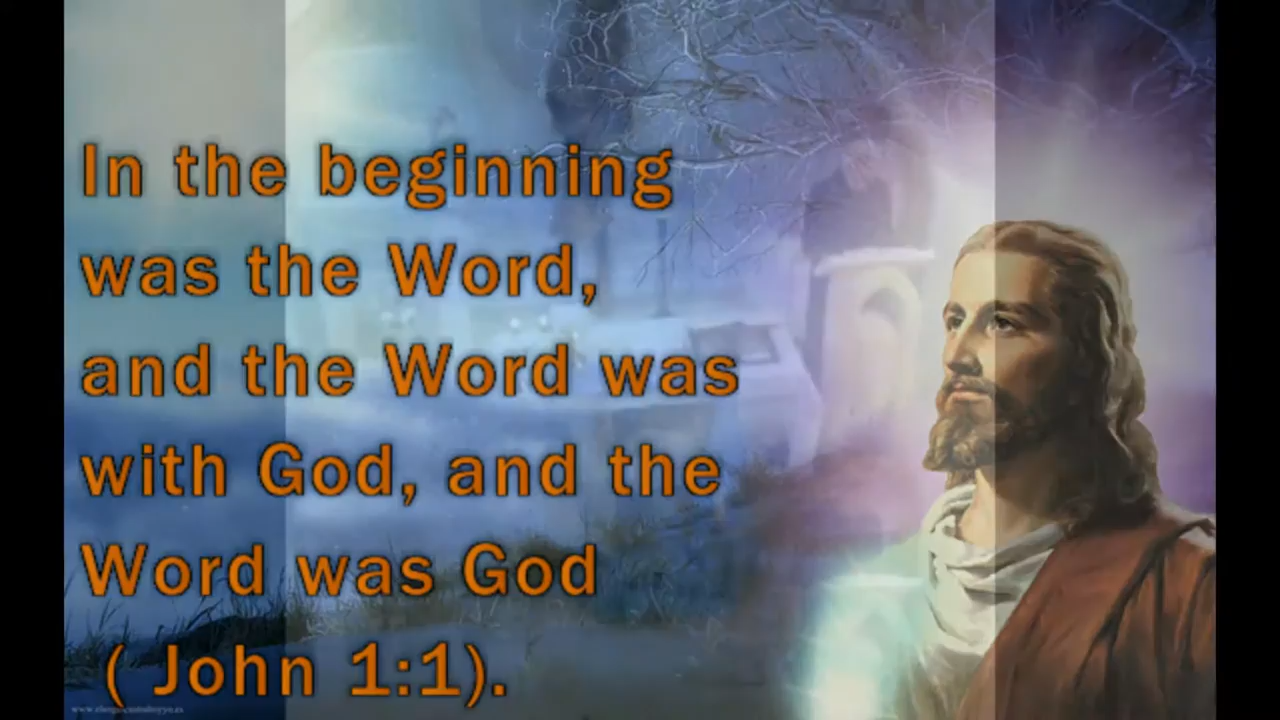 In the beginning
was the Word,
and the Word was
with God, and the
Word was God
( John 1:1).